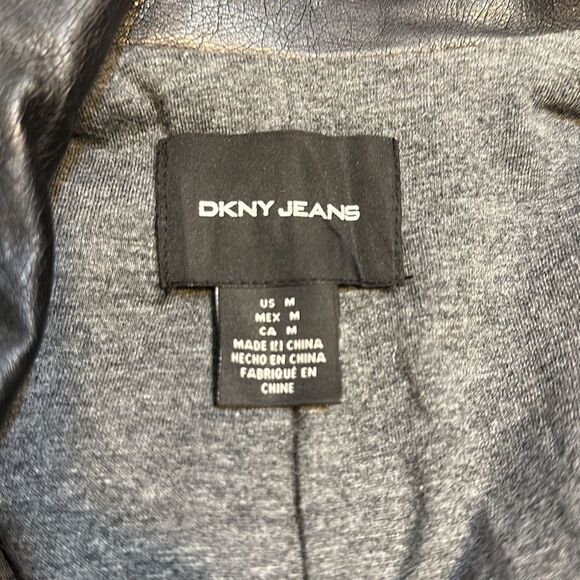 DKNY JEANS
US M
MEX M
CA M
MADE IN CHINA
HECHO EN CHINA
FABRIQUÉ EN
CHINE